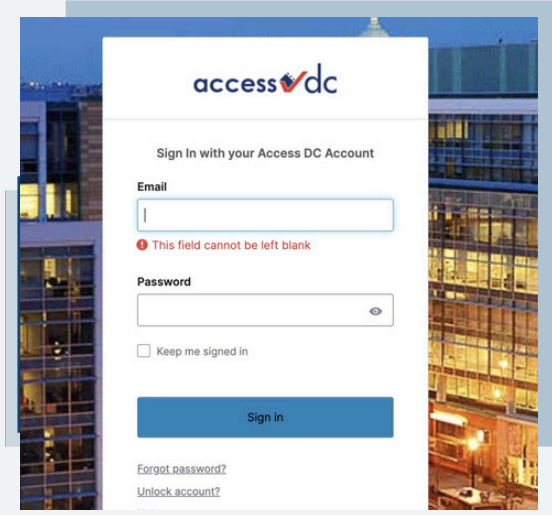 access dc
Sign In with your Access DC Account
Email
This field cannot be left blank
Password
Keep me signed in
Sign in
Forgot password?
Unlock account?